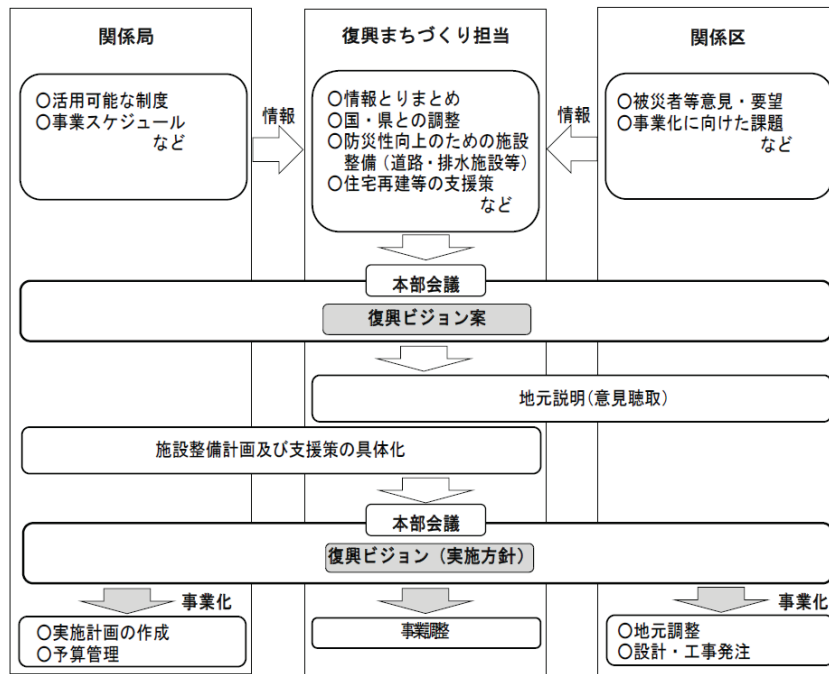 関係局
復興まちづくり担当
関係区
○活用可能な制度
○事業スケジュール
など
情報
○情報とりまとめ
○国・県との調整
○防災性向上のための施設
整備（道路・排水施設等）
○住宅再建等の支援策
など
情報
○被災者等意見・要望
○事業化に向けた課題
など
本部会議
復興ビジョン案
地元説明(意見聴取)
施設整備計画及び支援策の具体化
本部会議
復興ビジョン（実施方針）
事業化
事業化
○実施計画の作成
○予算管理
事業調整
○地元調整
○設計・工事発注